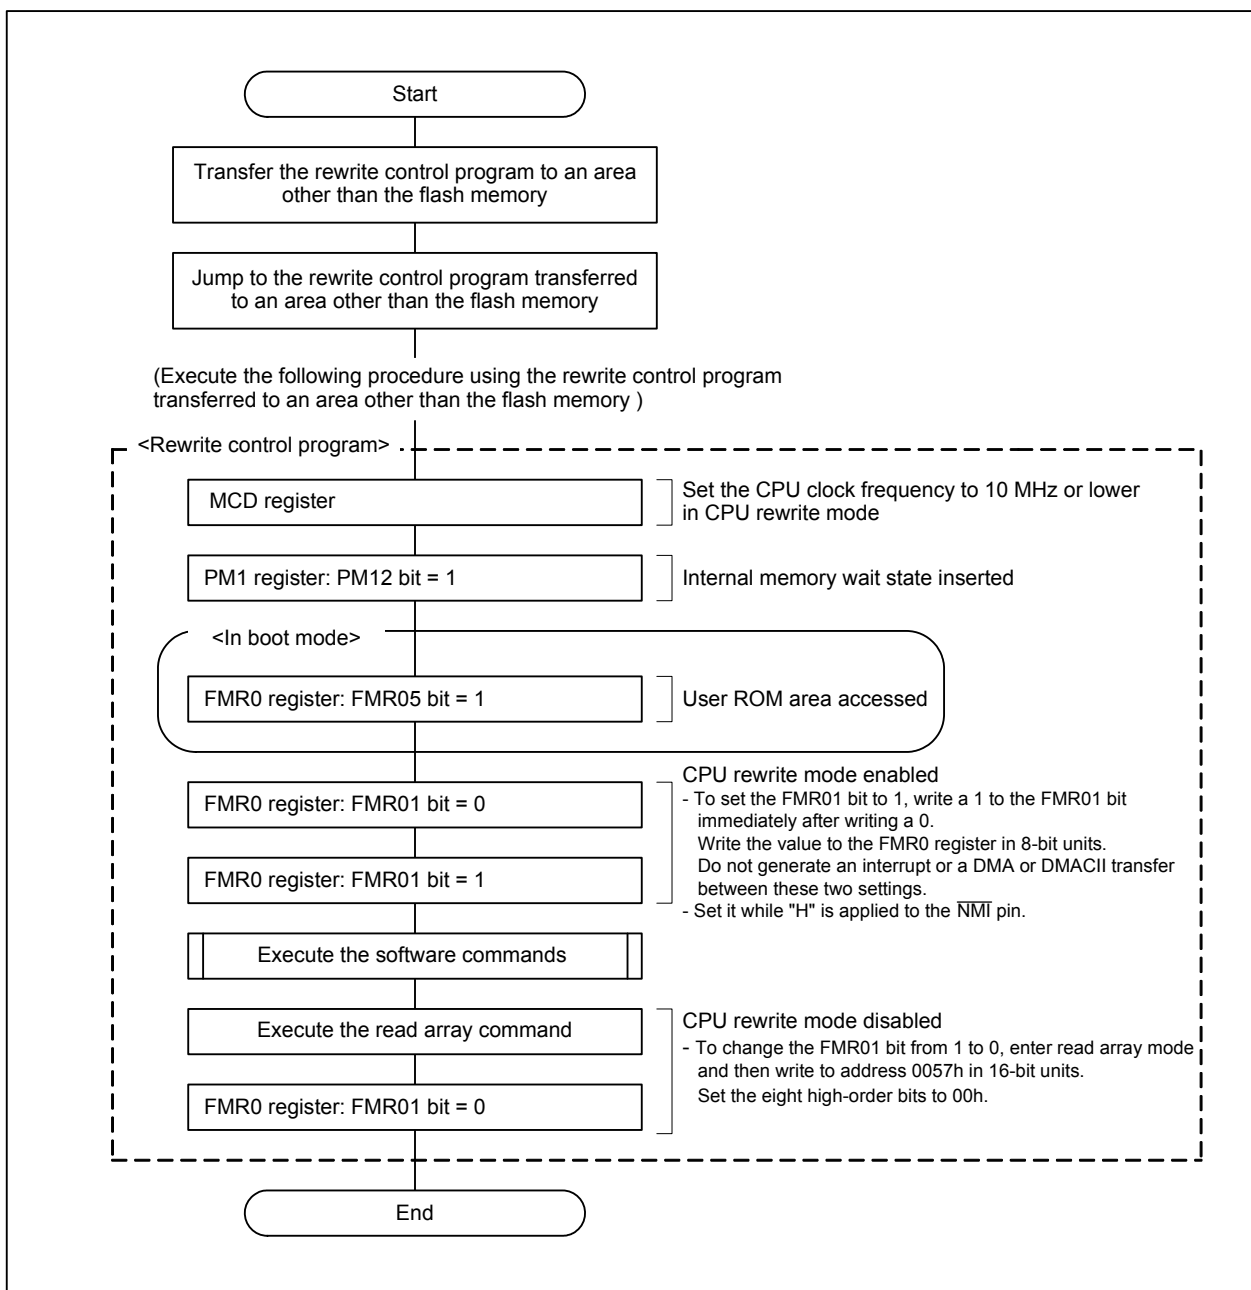 Start
Transfer the rewrite control program to an area
other than the flash memory
Jump to the rewrite control program transferred
to an area other than the flash memory
(Execute the following procedure using the rewrite control program
transferred to an area other than the flash memory )
<Rewrite control program>
MCD register
Set the CPU clock frequency to 10 MHz or lower
in CPU rewrite mode
PM1 register: PM12 bit = 1
Internal memory wait state inserted
<In boot mode>
FMR0 register: FMR05 bit = 1
User ROM area accessed
FMR0 register: FMR01 bit = 0
FMR0 register: FMR01 bit = 1
CPU rewrite mode enabled
- To set the FMR01 bit to 1, write a 1 to the FMR01 bit
immediately after writing a 0.
Write the value to the FMR0 register in 8-bit units.
Do not generate an interrupt or a DMA or DMACII transfer
between these two settings.
- Set it while "H" is applied to the N̅M̅I̅ pin.
Execute the software commands
Execute the read array command
FMR0 register: FMR01 bit = 0
CPU rewrite mode disabled
- To change the FMR01 bit from 1 to 0, enter read array mode
and then write to address 0057h in 16-bit units.
Set the eight high-order bits to 00h.
End